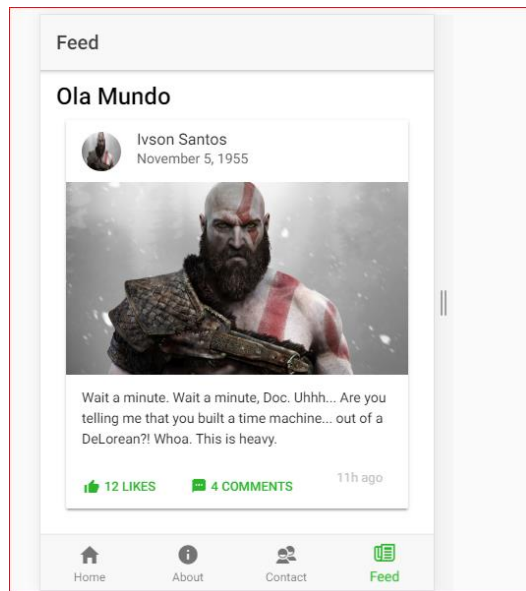 Feed
Ola Mundo
Ivson Santos
November 5, 1955
Wait a minute. Wait a minute, Doc. Uhhh... Are you
telling me that you built a time machine... out of a
DeLorean?! Whoa. This is heavy.
12 LIKES 4 COMMENTS 11h ago
Home About Contact Feed